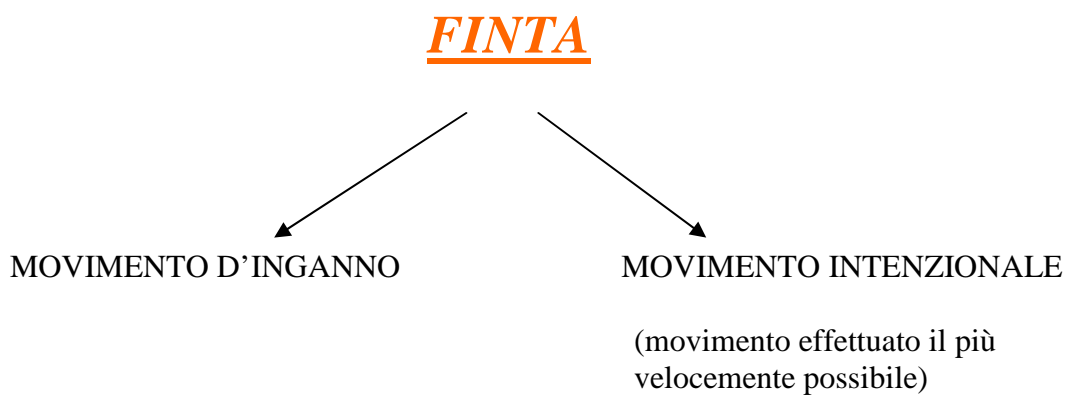 FINTA
MOVIMENTO D'INGANNO
MOVIMENTO INTENZIONALE
(movimento effettuato il più
velocemente possibile)